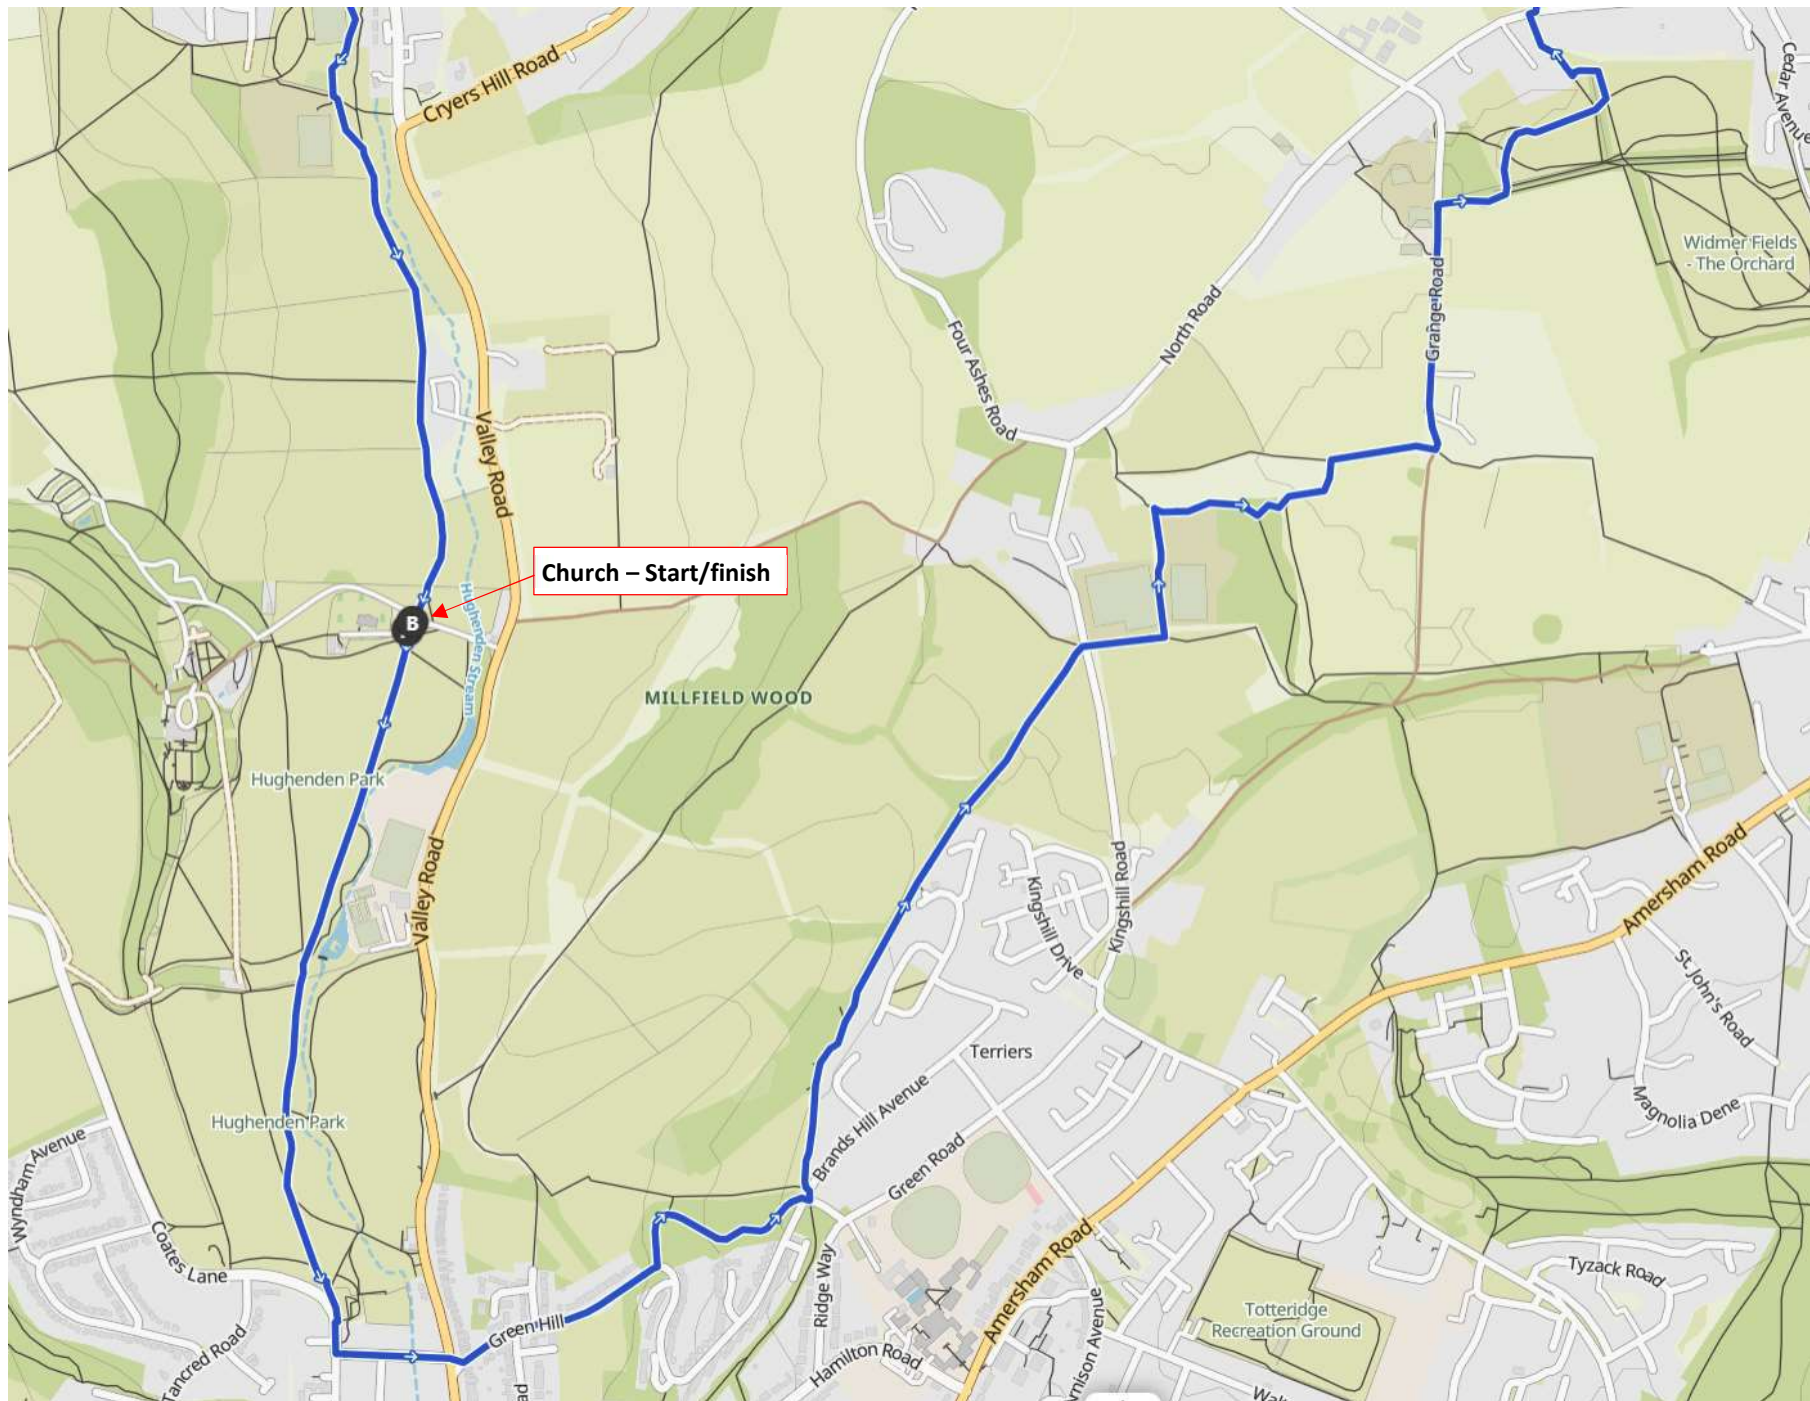 Cryers Hill Road
Cedar Avenue
Widmer Fields
- The Orchard
Grange Road
North Road
Four Ashes Road
Valley Road
Church – Start/finish
B
Hughenden Stream
MILLFIELD WOOD
Hughenden Park
Valley Road
Kingshill Road
Kingshill Drive
Amersham Road
St. John's Road
Terriers
Magnolia Dene
Brands Hill Avenue
Green Road
Hughenden Park
Wyndham Avenue
Coates Lane
Ridge Way
Amersham Road
Tyzack Road
Totteridge
Recreation Ground
Green Hill
Hamilton Road
Tancred Road